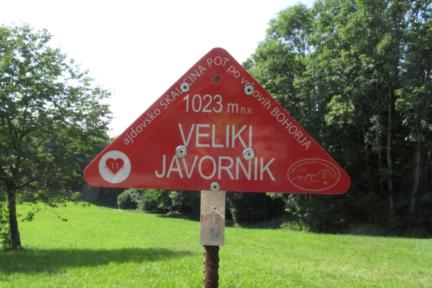 ajdovsko SKALCINA POT po vrhovih BOHORJA
1023 m n.v.
VELIKI
JAVORNIK